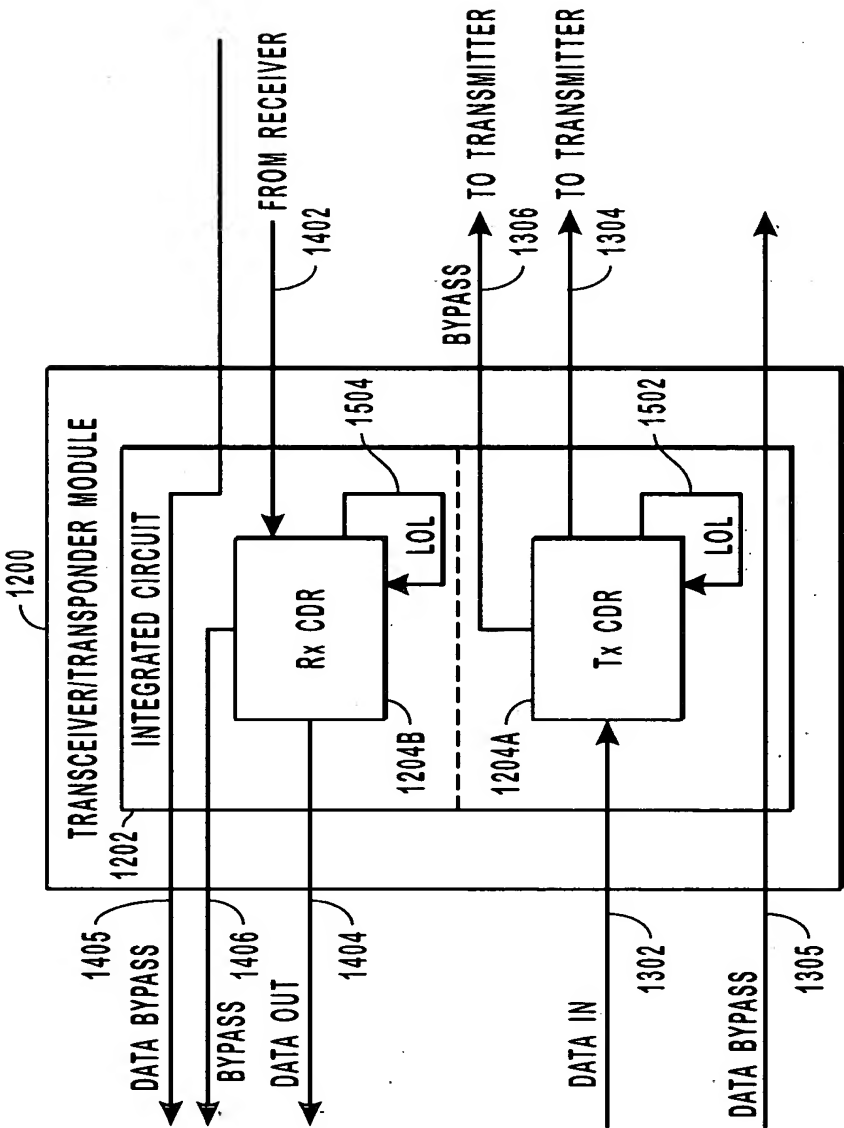 1200
TRANSCEIVER/TRANSPONDER MODULE
1202
INTEGRATED CIRCUIT
1405
DATA BYPASS
1406
BYPASS
1404
DATA OUT
Rx CDR
1204B
LOL
1504
FROM RECEIVER
1402
BYPASS
TO TRANSMITTER
1306
TO TRANSMITTER
1304
Tx CDR
1204A
LOL
1502
DATA IN
1302
DATA BYPASS
1305